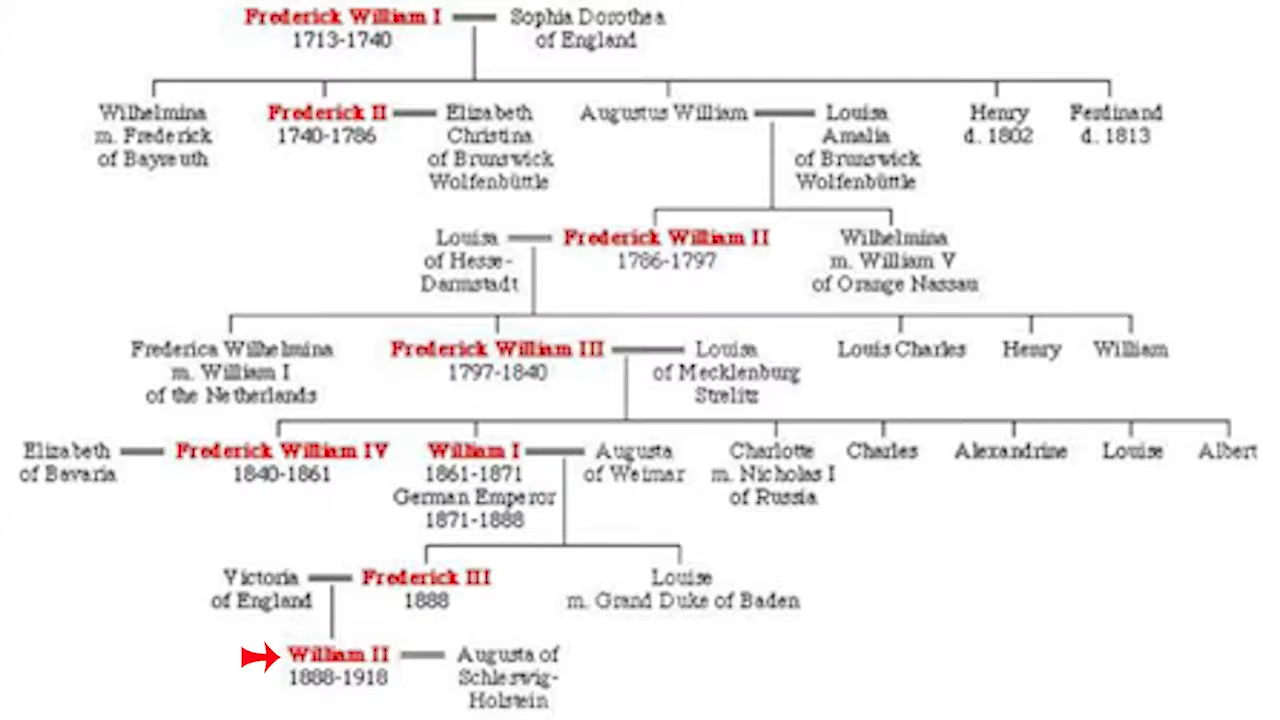 Frederick William I
1713-1740
Sophia Dorothea
of England
Wilhelmina
m. Frederick
of Bayreuth
Frederick II
1740-1786
Elizabeth
Christina
of Brunswick
Wolfenbüttle
Augustus William
Louisa
Amalia
of Brunswick
Wolfenbüttle
Henry
d. 1802
Ferdinand
d. 1813
Louisa
of Hesse-
Darmstadt
Frederick William II
1786-1797
Wilhelmina
m. William V
of Orange Nassau
Frederica Wilhelmina
m. William I
of the Netherlands
Frederick William III
1797-1840
Louisa
of Mecklenburg
Strelitz
Louis Charles
Henry
William
Elizabeth
of Bavaria
Frederick William IV
1840-1861
William I
1861-1871
German Emperor
1871-1888
Augusta
of Weimar
Charlotte
m. Nicholas I
of Russia
Charles
Alexandrine
Louise
Albert
Victoria
of England
Frederick III
1888
Louise
m. Grand Duke of Baden
William II
1888-1918
Augusta of
Schleswig-
Holstein